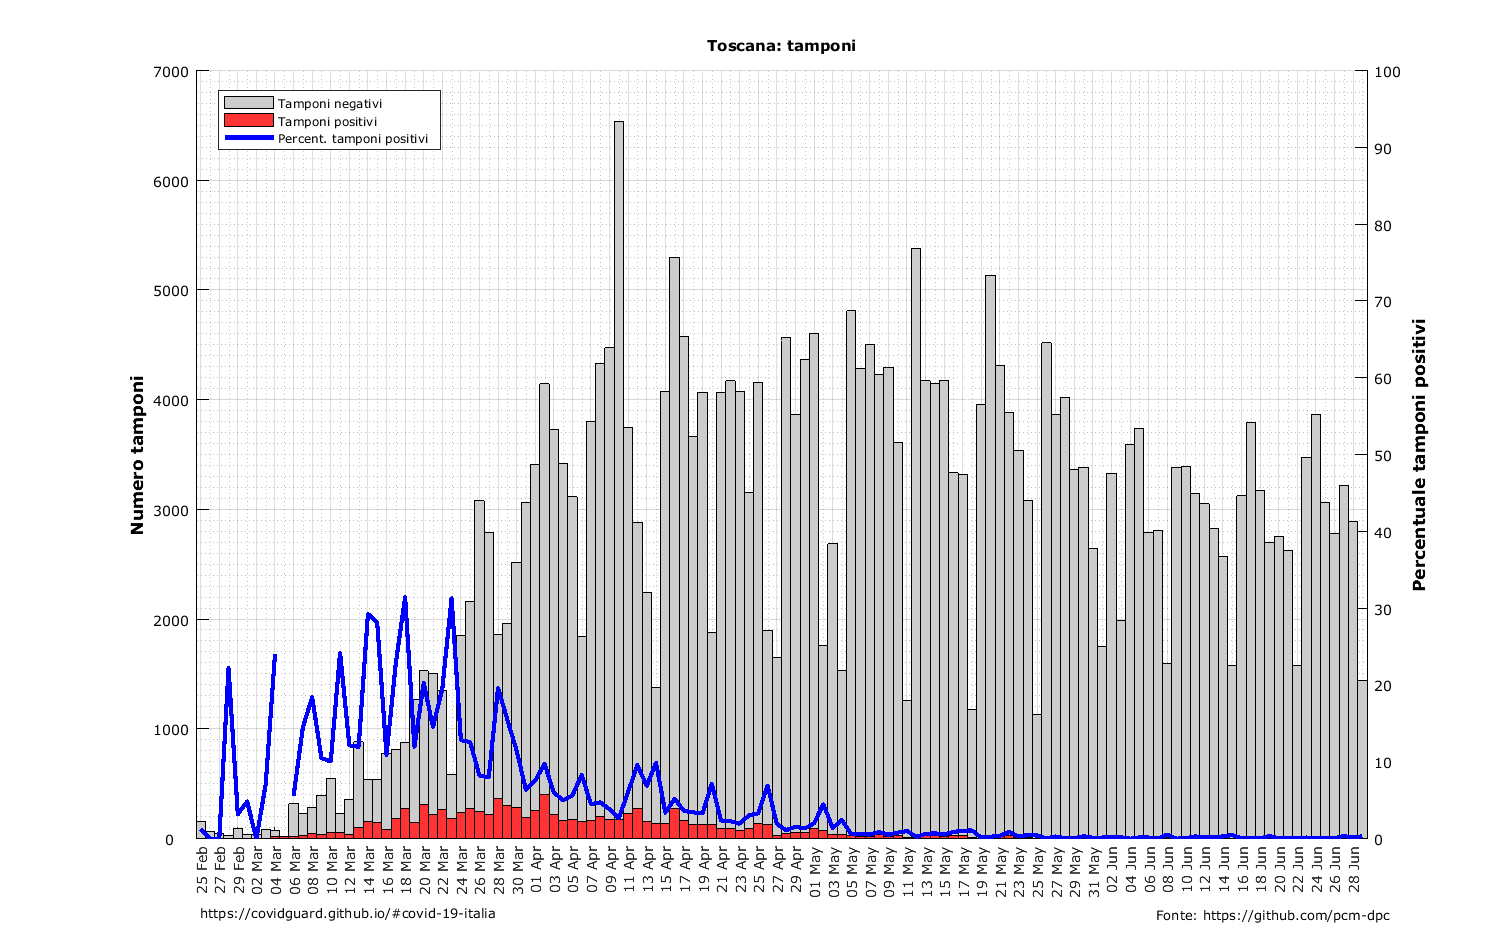 Toscana: tamponi
Tamponi negativi
Tamponi positivi
Percent. tamponi positivi
Numero tamponi
7000
6000
5000
4000
3000
2000
1000
0
Percentuale tamponi positivi
100
90
80
70
60
50
40
30
20
10
0
25 Feb
27 Feb
29 Feb
02 Mar
04 Mar
06 Mar
08 Mar
10 Mar
12 Mar
14 Mar
16 Mar
18 Mar
20 Mar
22 Mar
24 Mar
26 Mar
28 Mar
30 Mar
01 Apr
03 Apr
05 Apr
07 Apr
09 Apr
11 Apr
13 Apr
15 Apr
17 Apr
19 Apr
21 Apr
23 Apr
25 Apr
27 Apr
29 Apr
01 May
03 May
05 May
07 May
09 May
11 May
13 May
15 May
17 May
19 May
21 May
23 May
25 May
27 May
29 May
31 May
02 Jun
04 Jun
06 Jun
08 Jun
10 Jun
12 Jun
14 Jun
16 Jun
18 Jun
20 Jun
22 Jun
24 Jun
26 Jun
28 Jun
https://covidguard.github.io/#covid-19-italia
Fonte: https://github.com/pcm-dpc